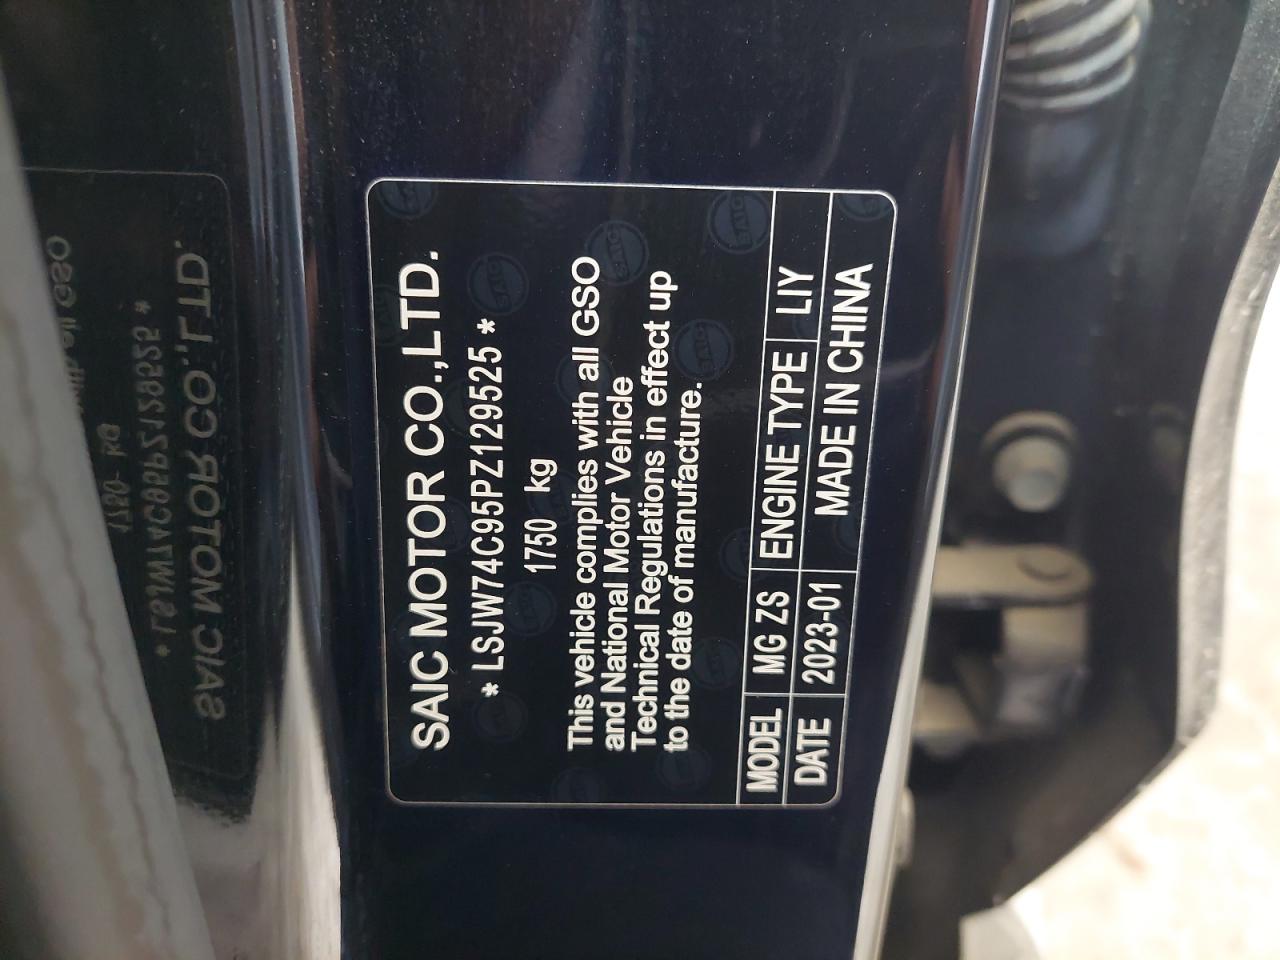 SAIC MOTOR CO.,LTD.
* LSJW74C95PZ129525 *
1750 kg
This vehicle complies with all GSO
and National Motor Vehicle
Technical Regulations in effect up
to the date of manufacture.
MODEL MG ZS ENGINE TYPE LIY
DATE 2023-01 MADE IN CHINA